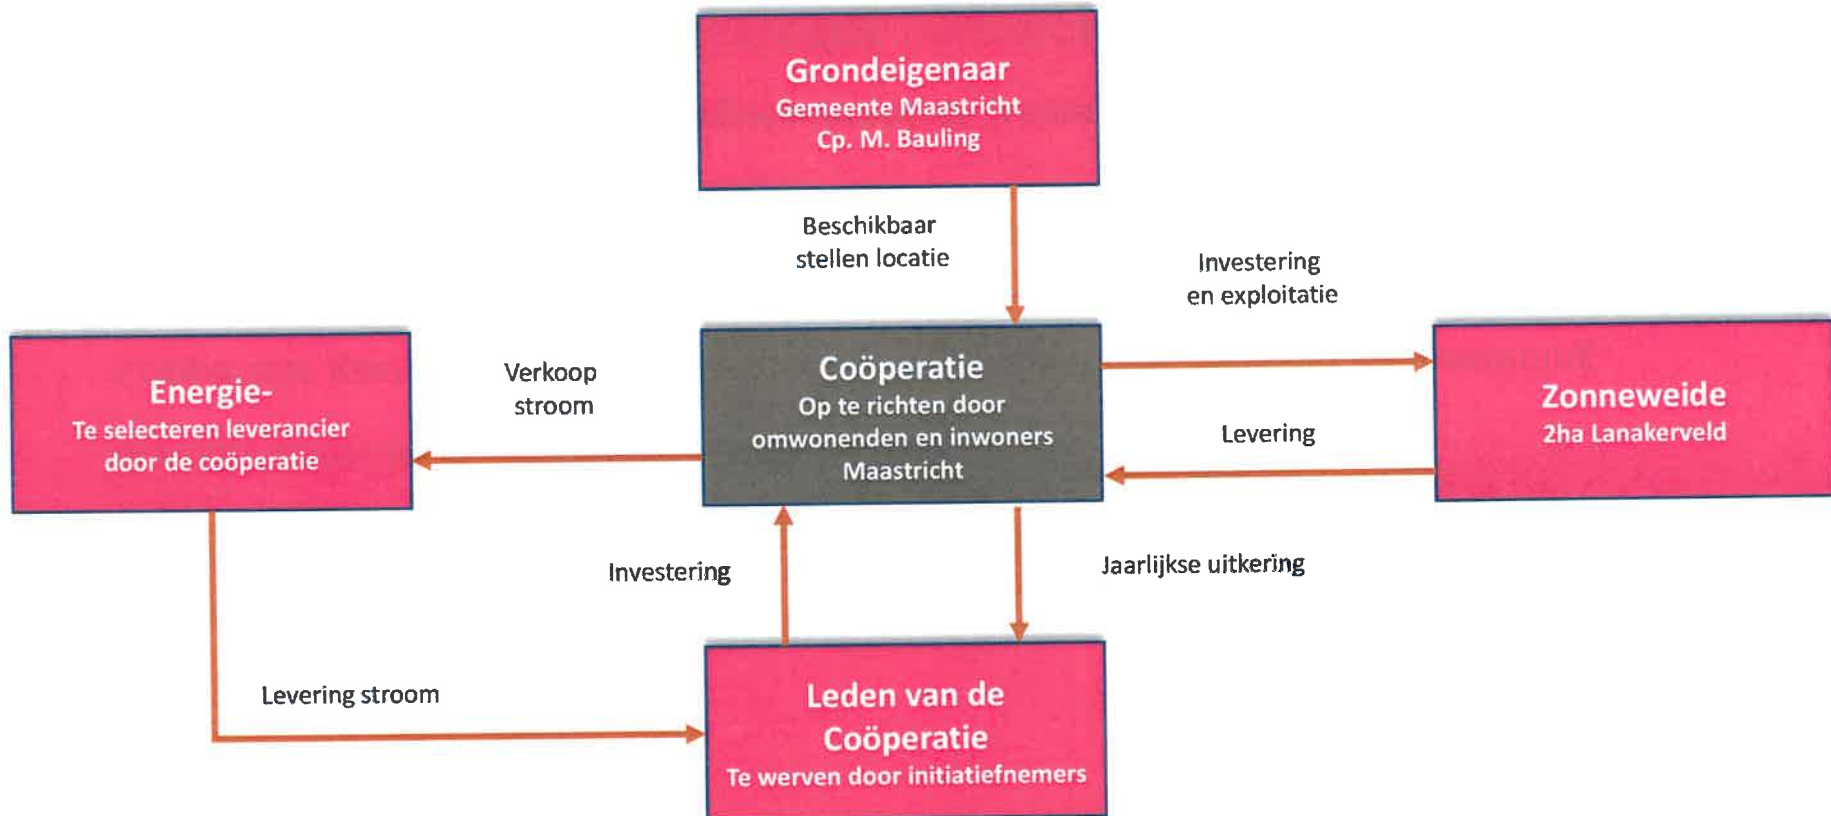 Grondeigenaar
Gemeente Maastricht
Cp. M. Bauling
Beschikbaar
stellen locatie
Investering
en exploitatie
Energie-
Te selecteren leverancier
door de coöperatie
Verkoop
stroom
Coöperatie
Op te richten door
omwonenden en inwoners
Maastricht
Levering
Zonneweide
2ha Lanakerveld
Investering
Jaarlijkse uitkering
Levering stroom
Leden van de
Coöperatie
Te werven door initiatiefnemers